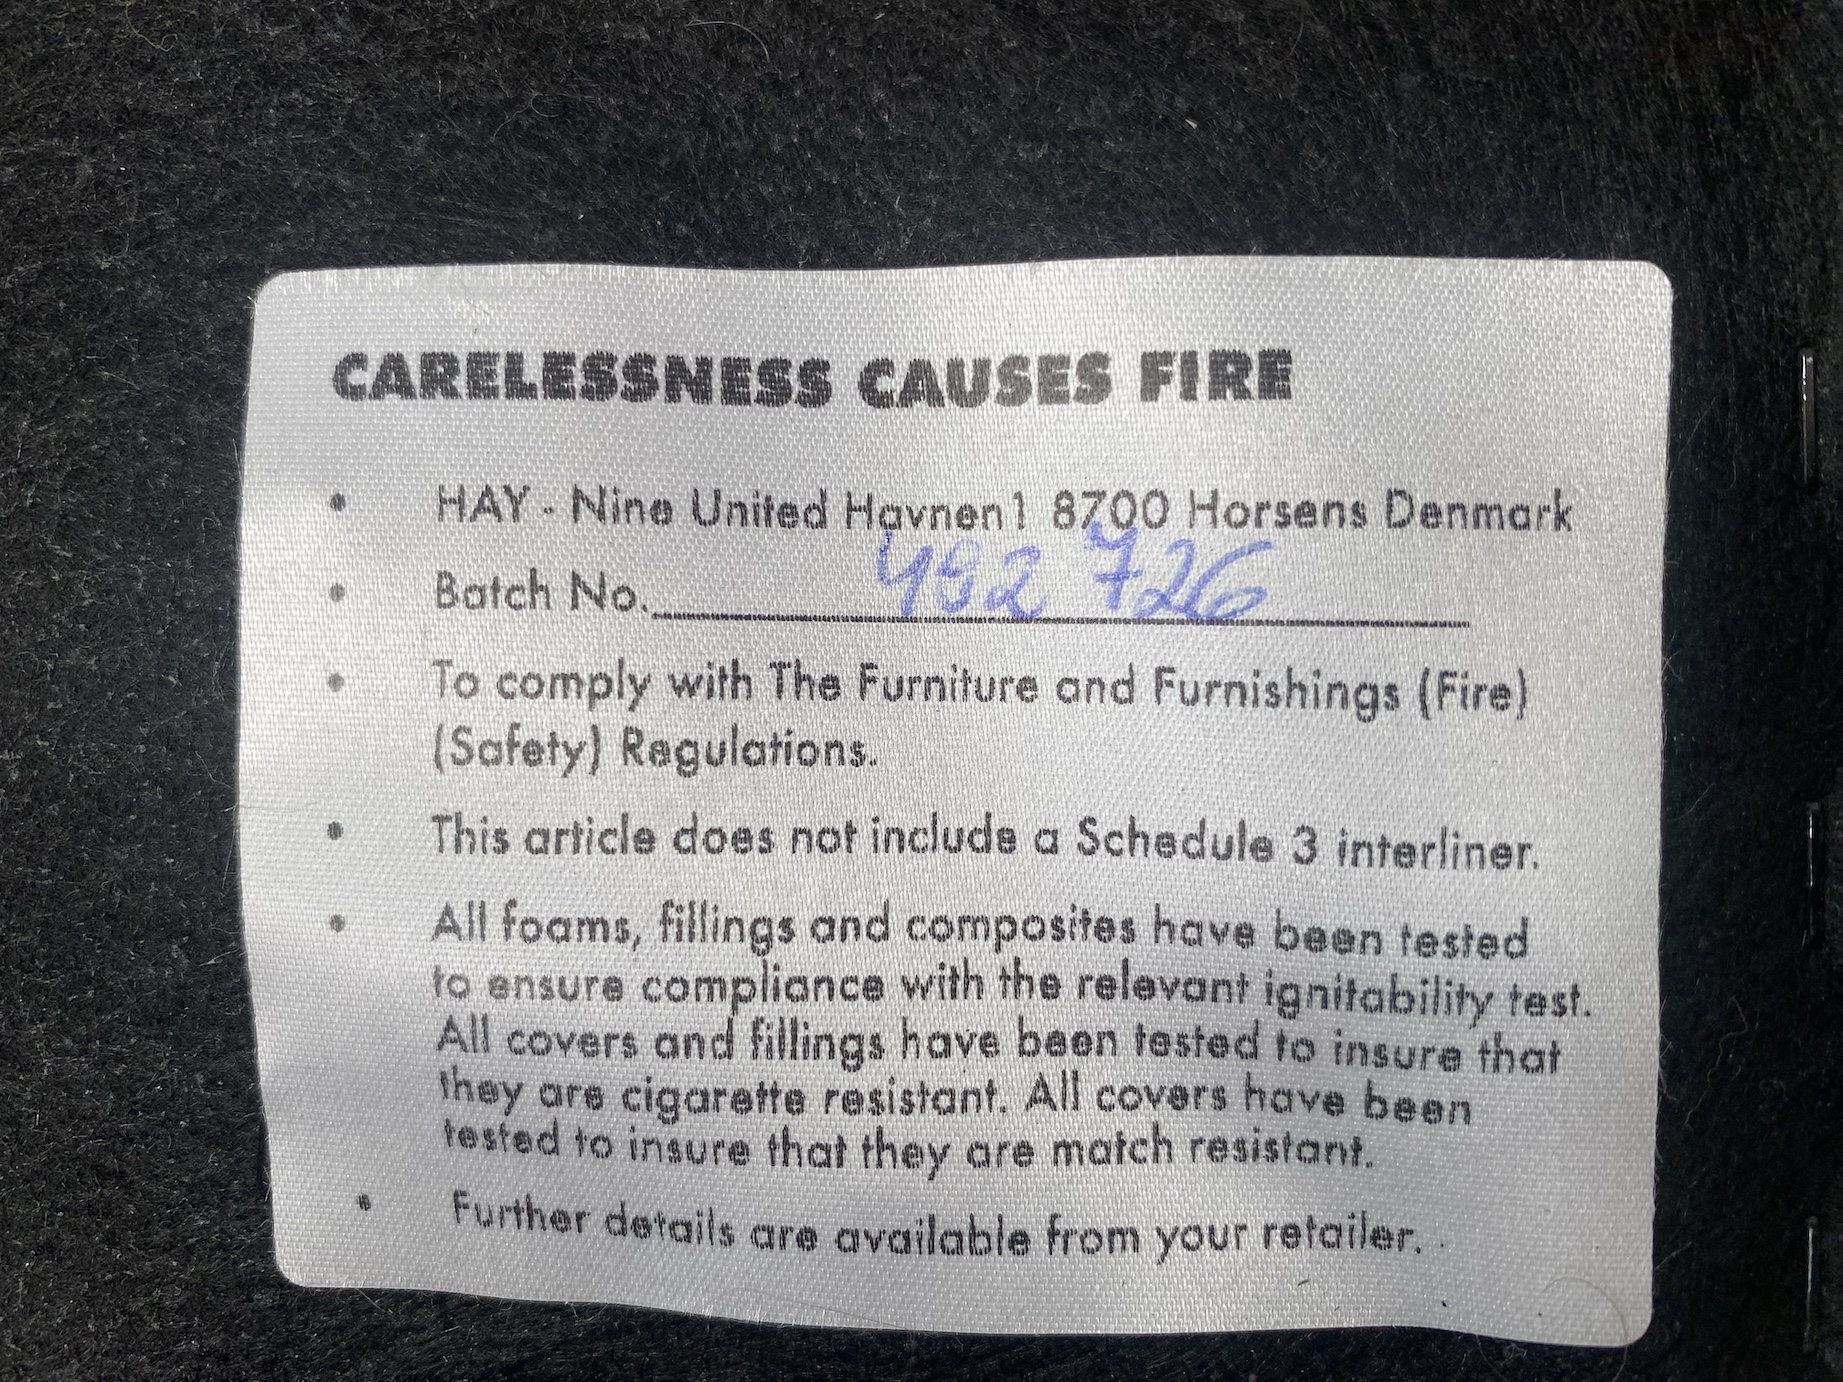 CARELESSNESS CAUSES FIRE
• HAY - Nine United Havnen1 8700 Horsens Denmark
• Batch No. 492 726
• To comply with The Furniture and Furnishings (Fire)
(Safety) Regulations.
• This article does not include a Schedule 3 interliner.
• All foams, fillings and composites have been tested
to ensure compliance with the relevant ignitability test.
All covers and fillings have been tested to insure that
they are cigarette resistant. All covers have been
tested to insure that they are match resistant.
• Further details are available from your retailer.